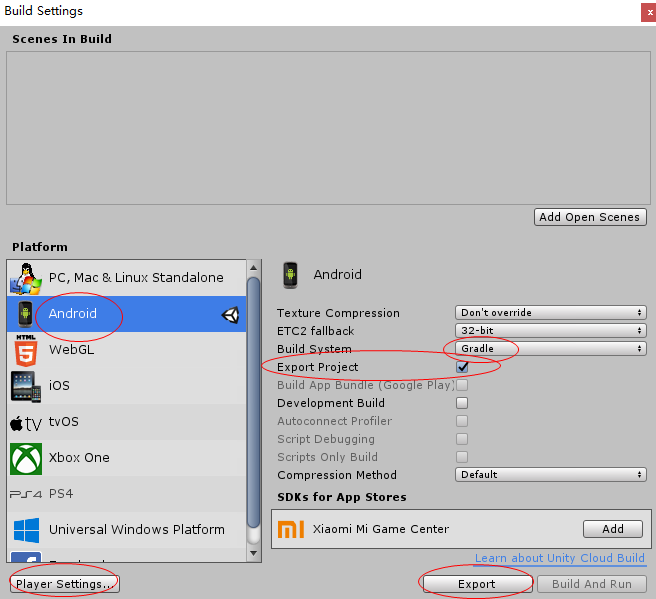 Build Settings
x
Scenes In Build
Add Open Scenes
Platform
PC, Mac & Linux Standalone
Android
HTML
5
WebGL
iOS
tv
tvOS
Xbox One
PS4
PS4
Universal Windows Platform
Android
Texture Compression
Don't override
ETC2 fallback
32-bit
Build System
Gradle
Export Project
Build App Bundle (Google Play)
Development Build
Autoconnect Profiler
Script Debugging
Scripts Only Build
Compression Method
Default
SDKs for App Stores
Xiaomi Mi Game Center
Add
Learn about Unity Cloud Build
Player Settings...
Export
Build And Run